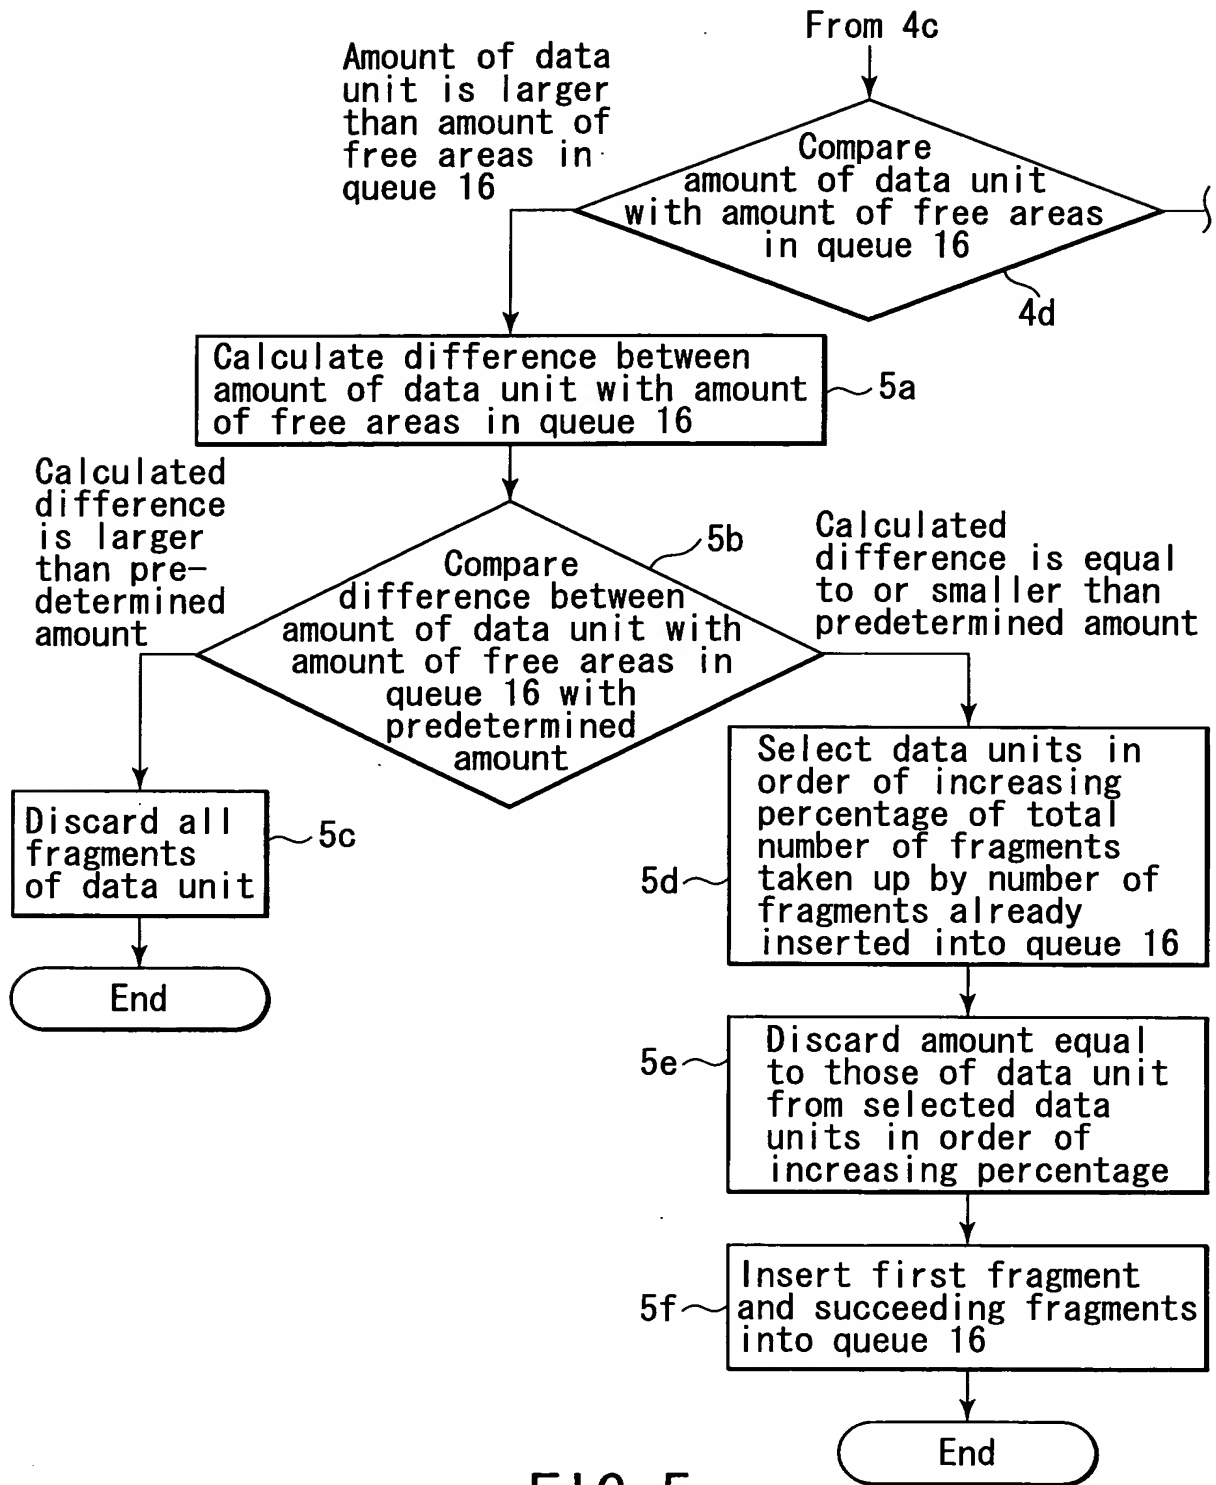 From 4c
Amount of data
unit is larger
than amount of
free areas in
queue 16
Compare
amount of data unit
with amount of free areas
in queue 16
4d
Calculate difference between
amount of data unit with amount
of free areas in queue 16
5a
Calculated
difference
is larger
than pre-
determined
amount
5b
Compare
difference between
amount of data unit with
amount of free areas in
queue 16 with
predetermined
amount
Calculated
difference is equal
to or smaller than
predetermined amount
Discard all
fragments
of data unit
5c
End
Select data units in
order of increasing
percentage of total
number of fragments
taken up by number of
fragments already
inserted into queue 16
5d
Discard amount equal
to those of data unit
from selected data
units in order of
increasing percentage
5e
Insert first fragment
and succeeding fragments
into queue 16
5f
End